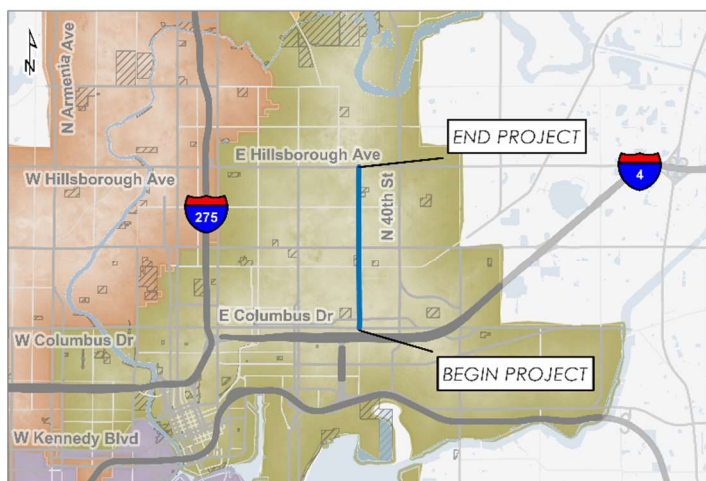 N
N Armenia Ave
E Hillsborough Ave
END PROJECT
W Hillsborough Ave
N 40th St
4
275
E Columbus Dr
W Columbus Dr
BEGIN PROJECT
W Kennedy Blvd